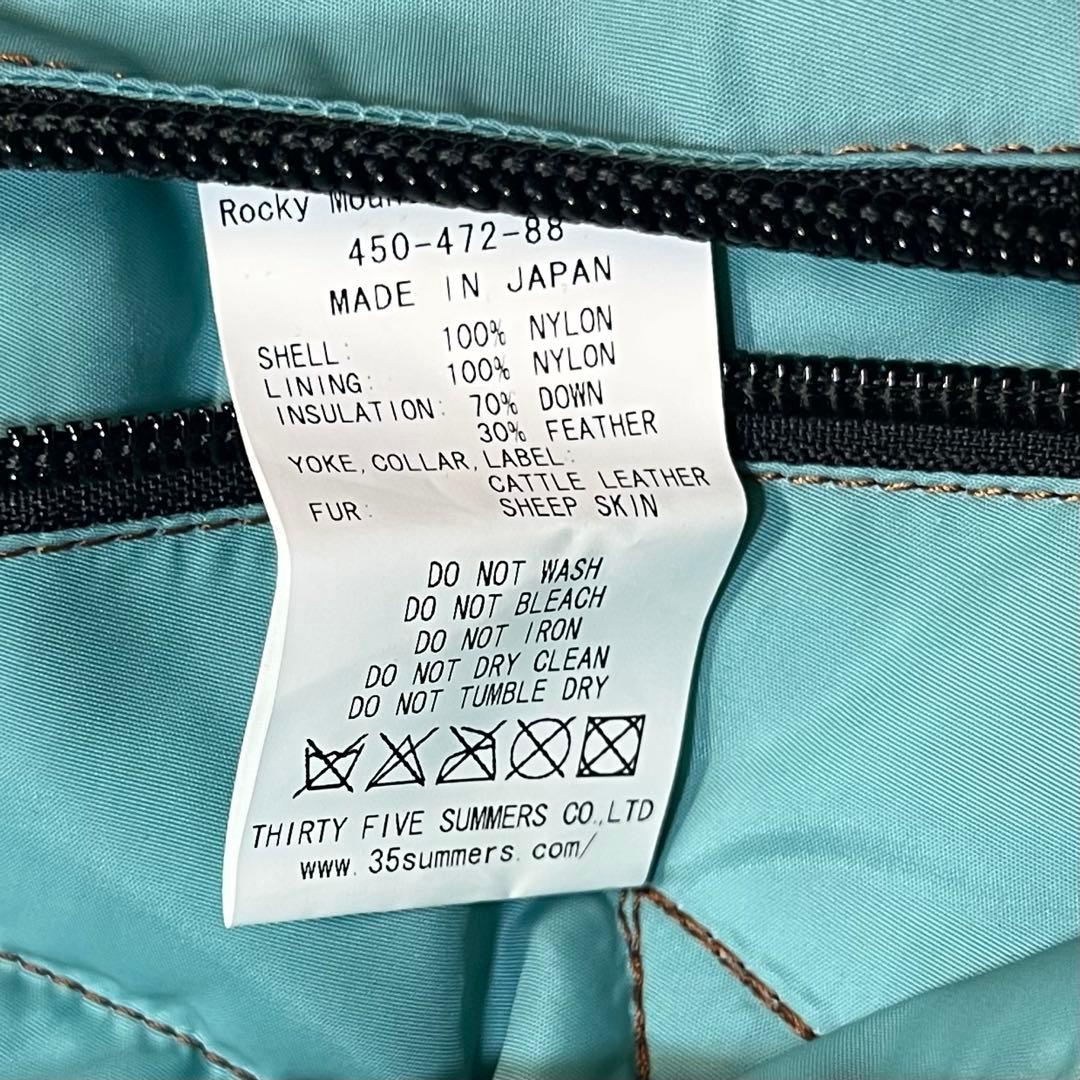 Rocky
450-472-88
MADE IN JAPAN
SHELL: 100% NYLON
LINING: 100% NYLON
INSULATION: 70% DOWN
30% FEATHER
YOKE, COLLAR, LABEL:
CATTLE LEATHER
FUR: SHEEP SKIN
DO NOT WASH
DO NOT BLEACH
DO NOT IRON
DO NOT DRY CLEAN
DO NOT TUMBLE DRY
THIRTY FIVE SUMMERS CO.,LTD
www.35summers.com/